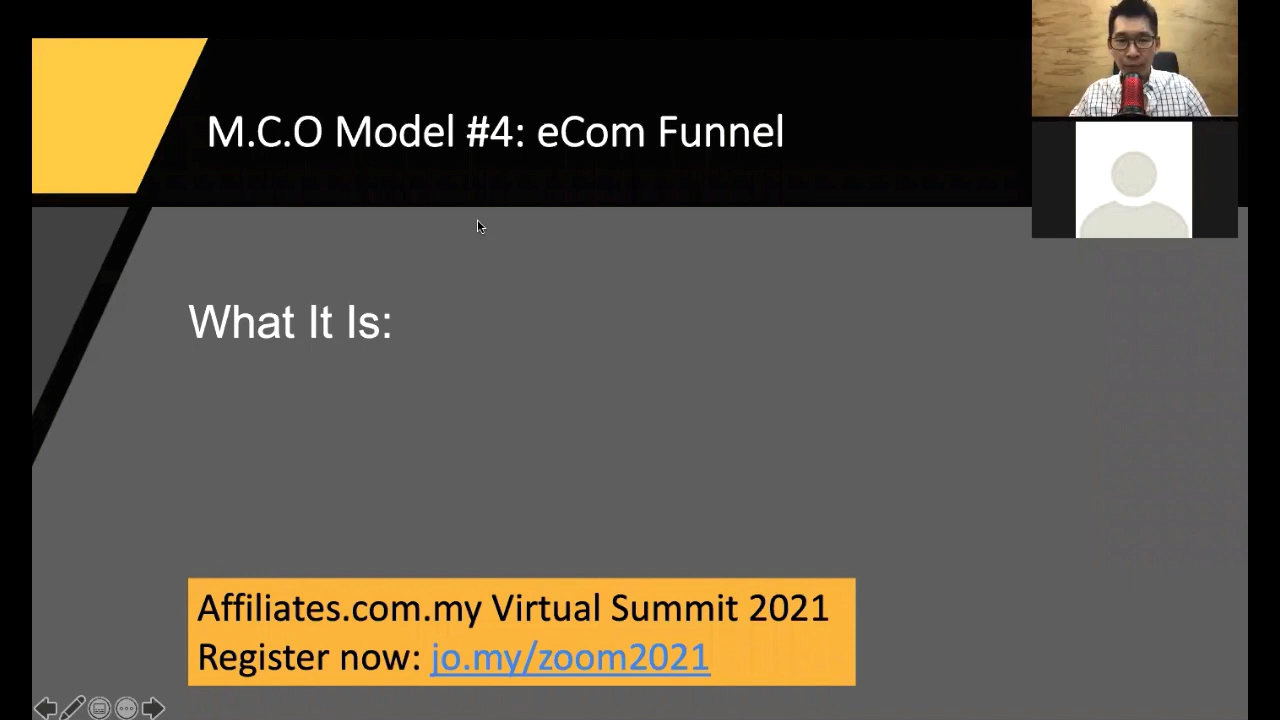 M.C.O Model #4: eCom Funnel
What It Is:
Affiliates.com.my Virtual Summit 2021
Register now: jo.my/zoom2021